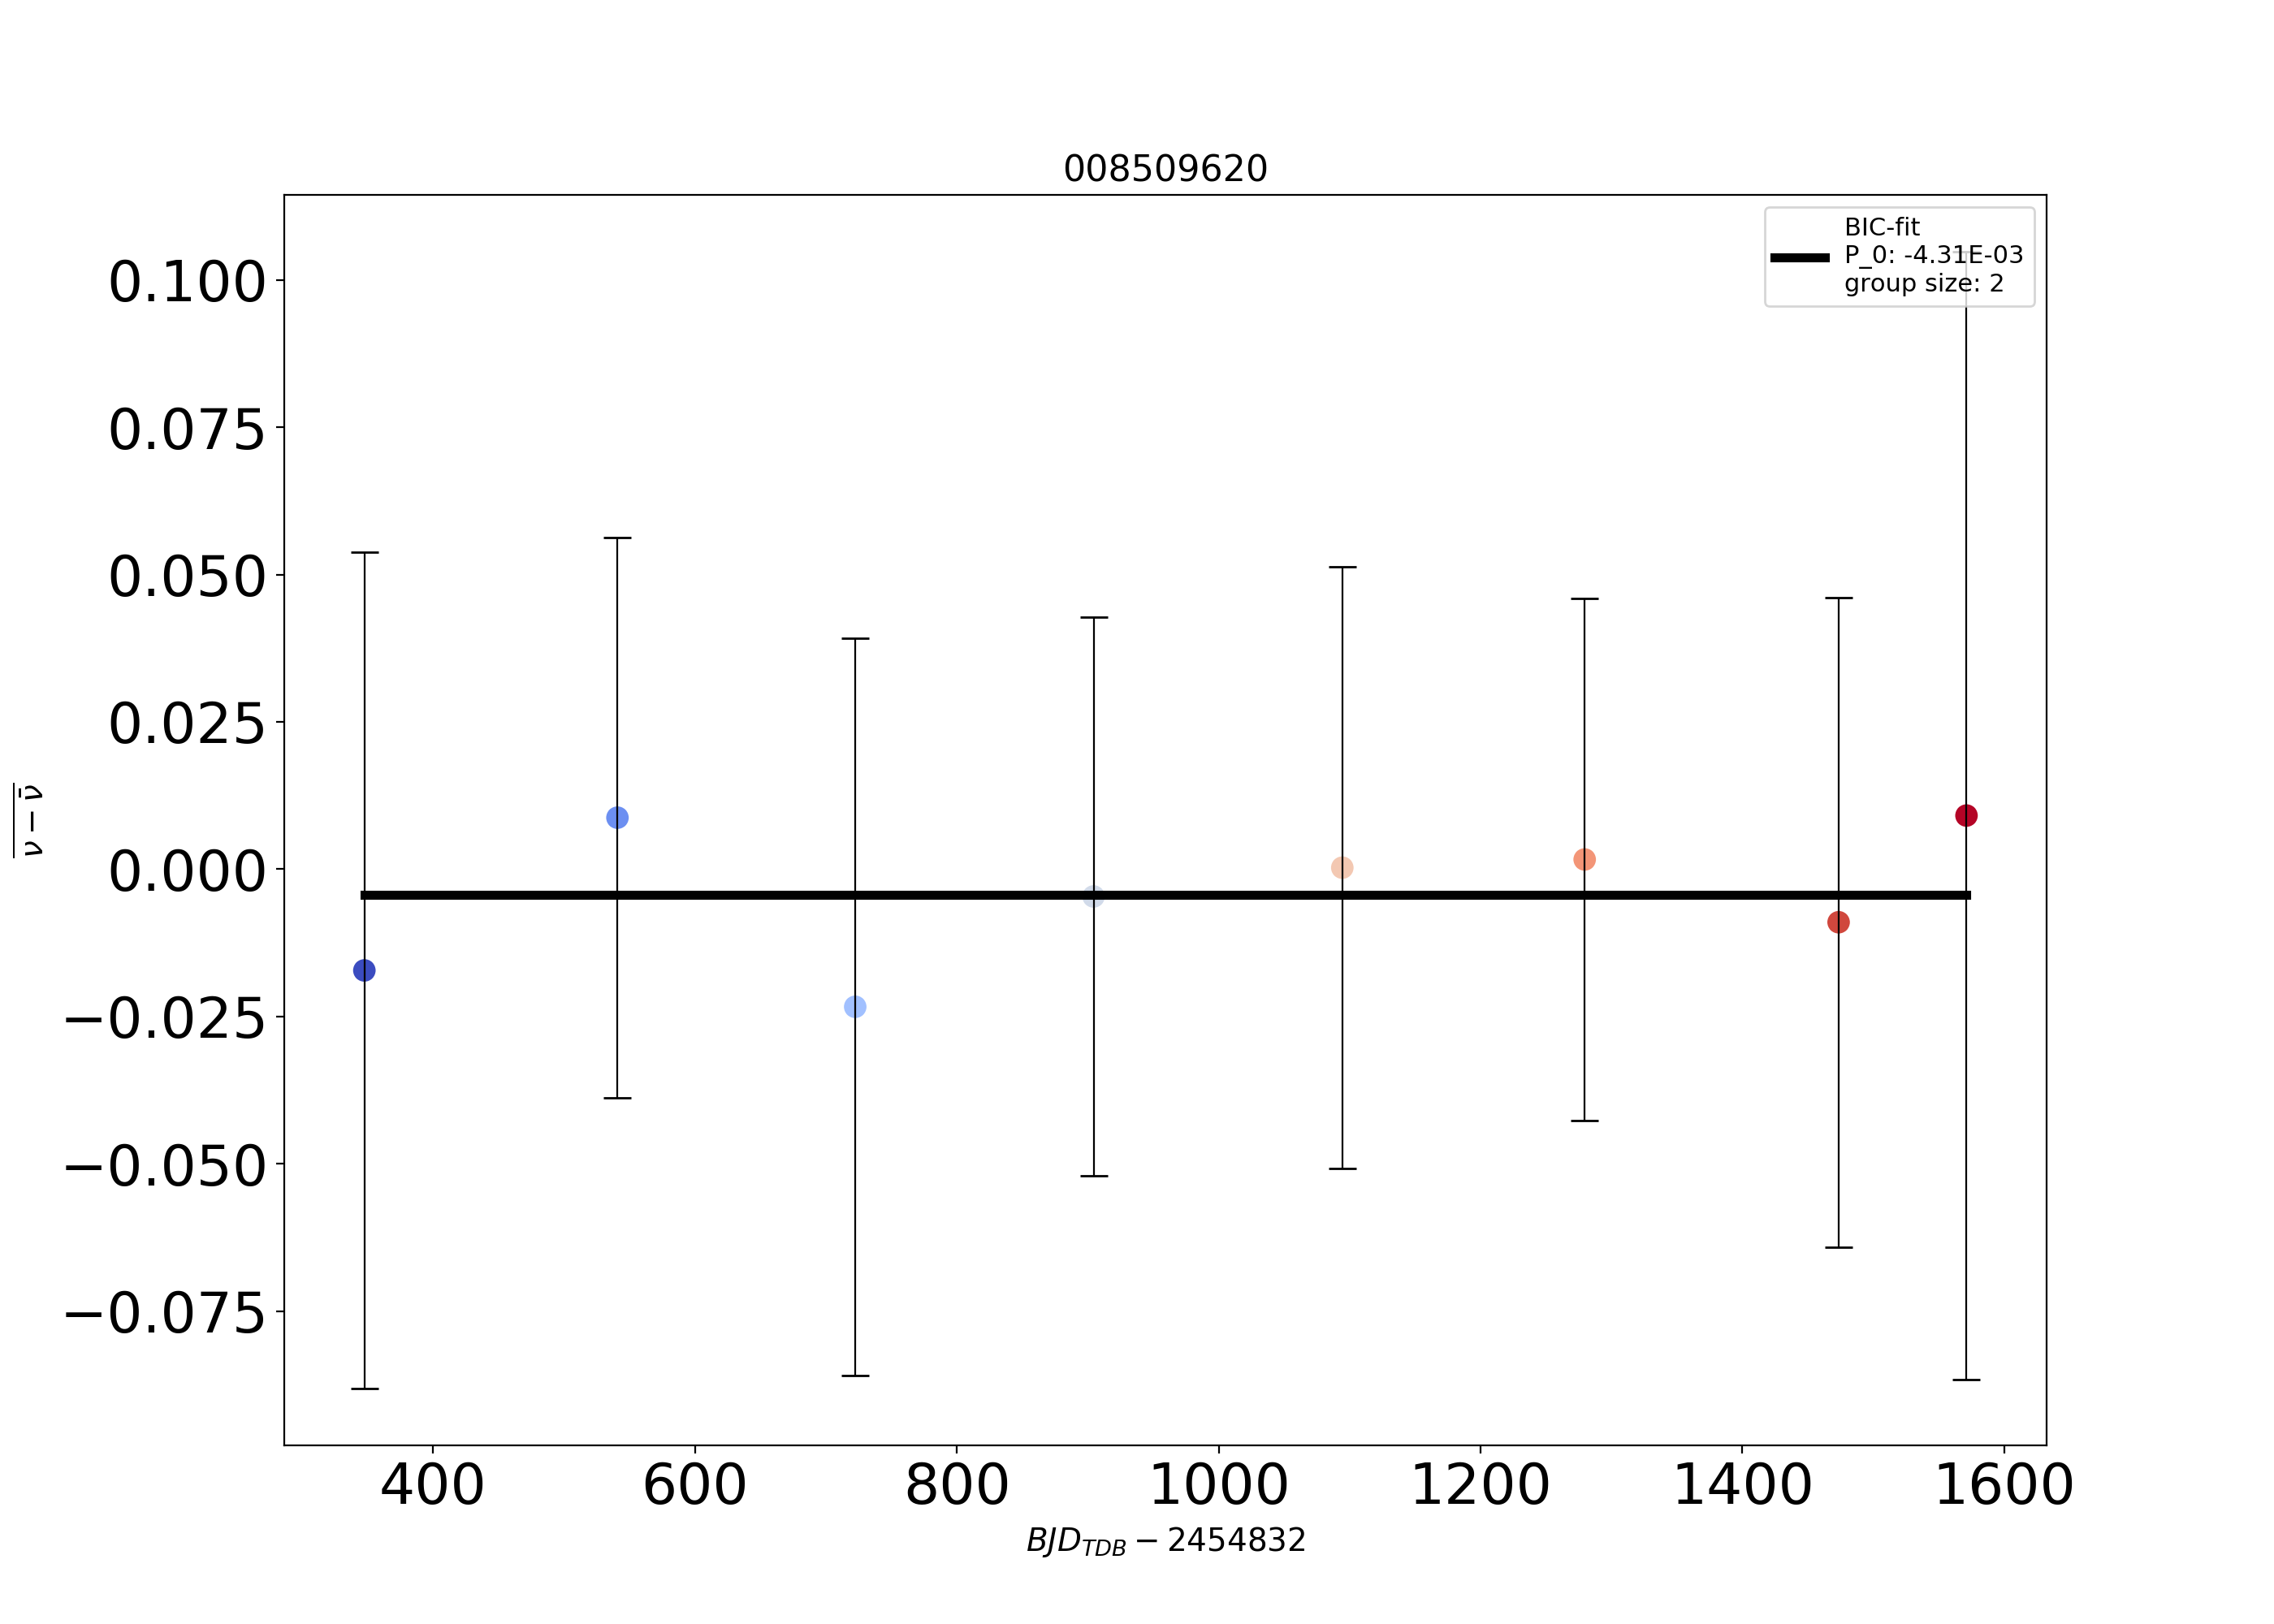 008509620
BIC-fit
P_0: -4.31E-03
group size: 2
0.100
0.075
0.050
0.025
0.000
−0.025
−0.050
−0.075
ν − ν̄
400 600 800 1000 1200 1400 1600
BJD_TDB − 2454832